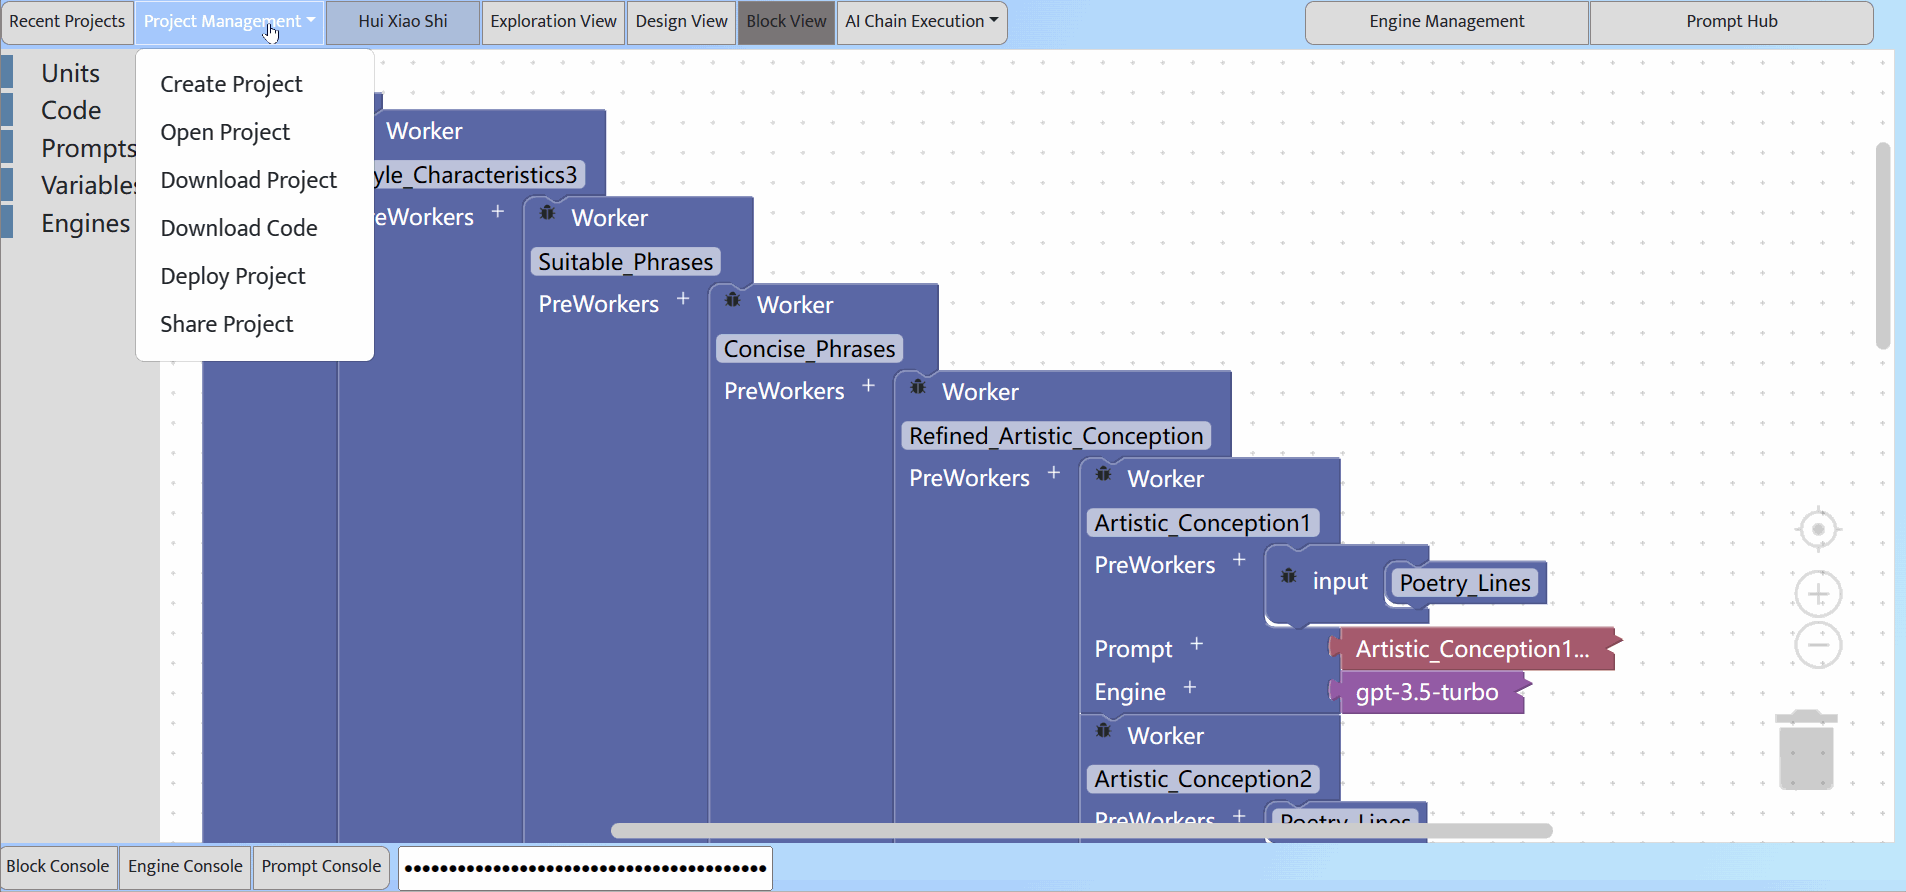 Recent Projects
Project Management
Hui Xiao Shi
Exploration View
Design View
Block View
AI Chain Execution
Engine Management
Prompt Hub
Units
Code
Prompts
Variables
Engines
Create Project
Open Project
Download Project
Download Code
Deploy Project
Share Project
Worker
yle_Characteristics3
reWorkers +
Worker
Suitable_Phrases
PreWorkers +
Worker
Concise_Phrases
PreWorkers +
Worker
Refined_Artistic_Conception
PreWorkers +
Worker
Artistic_Conception1
PreWorkers +
input
Poetry_Lines
Prompt +
Artistic_Conception1...
Engine +
gpt-3.5-turbo
Worker
Artistic_Conception2
PreWorkers +
Poetry_Lines
Block Console
Engine Console
Prompt Console